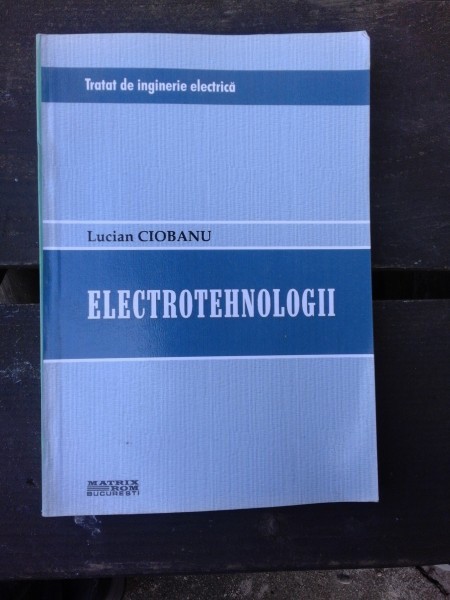 Tratat de inginerie electrică
Lucian CIOBANU
ELECTROTEHNOLOGII
MATRIX
ROM
BUCUREŞTI